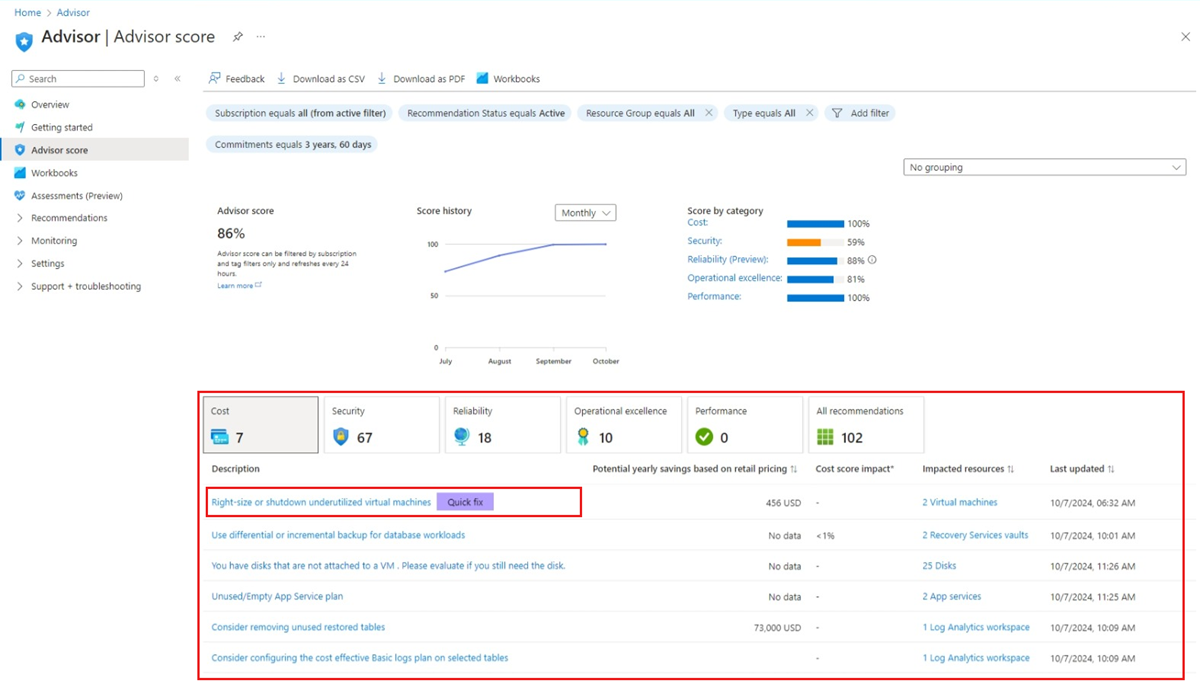 Home > Advisor
Advisor | Advisor score ...
Search
Feedback Download as CSV Download as PDF Workbooks
Overview
Getting started
Advisor score
Workbooks
Assessments (Preview)
Recommendations
Monitoring
Settings
Support + troubleshooting
Subscription equals all (from active filter) Recommendation Status equals Active Resource Group equals All Type equals All Add filter
Commitments equals 3 years, 60 days
No grouping
Advisor score
86%
Advisor score can be filtered by subscription
and tag filters only and refreshes every 24
hours.
Learn more
Score history Monthly
100
50
0
July August September October
Score by category
Cost: 100%
Security: 59%
Reliability (Preview): 88%
Operational excellence: 81%
Performance: 100%
Cost Security Reliability Operational excellence Performance All recommendations
7 67 18 10 0 102
Description Potential yearly savings based on retail pricing Cost score impact* Impacted resources Last updated
Right-size or shutdown underutilized virtual machines Quick fix 456 USD - 2 Virtual machines 10/7/2024, 06:32 AM
Use differential or incremental backup for database workloads No data <1% 2 Recovery Services vaults 10/7/2024, 10:01 AM
You have disks that are not attached to a VM . Please evaluate if you still need the disk. No data - 25 Disks 10/7/2024, 11:26 AM
Unused/Empty App Service plan No data - 2 App services 10/7/2024, 11:25 AM
Consider removing unused restored tables 73,000 USD - 1 Log Analytics workspace 10/7/2024, 10:09 AM
Consider configuring the cost effective Basic logs plan on selected tables - 1 Log Analytics workspace 10/7/2024, 10:09 AM